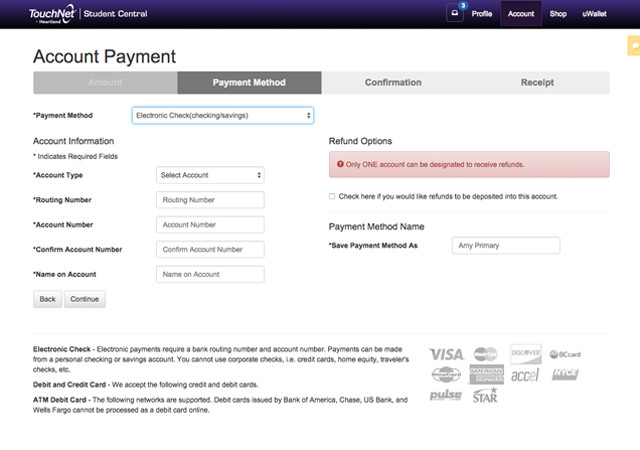 TouchNet® | Student Central
+ Heartland
3
Profile
Account
Shop
uWallet
Account Payment
Amount
Payment Method
Confirmation
Receipt
*Payment Method
Electronic Check(checking/savings)
Account Information
* Indicates Required Fields
*Account Type
Select Account
*Routing Number
Routing Number
*Account Number
Account Number
*Confirm Account Number
Confirm Account Number
*Name on Account
Name on Account
Back
Continue
Refund Options
Only ONE account can be designated to receive refunds.
Check here if you would like refunds to be deposited into this account.
Payment Method Name
*Save Payment Method As
Amy Primary
Electronic Check - Electronic payments require a bank routing number and account number. Payments can be made
from a personal checking or savings account. You cannot use corporate checks, i.e. credit cards, home equity, traveler's
checks, etc.
Debit and Credit Card - We accept the following credit and debit cards.
ATM Debit Card - The following networks are supported. Debit cards issued by Bank of America, Chase, US Bank, and
Wells Fargo cannot be processed as a debit card online.
VISA
MasterCard
DISCOVER
BCcard
Diners Club
AMERICAN EXPRESS
accel
NYCE
pulse
STAR